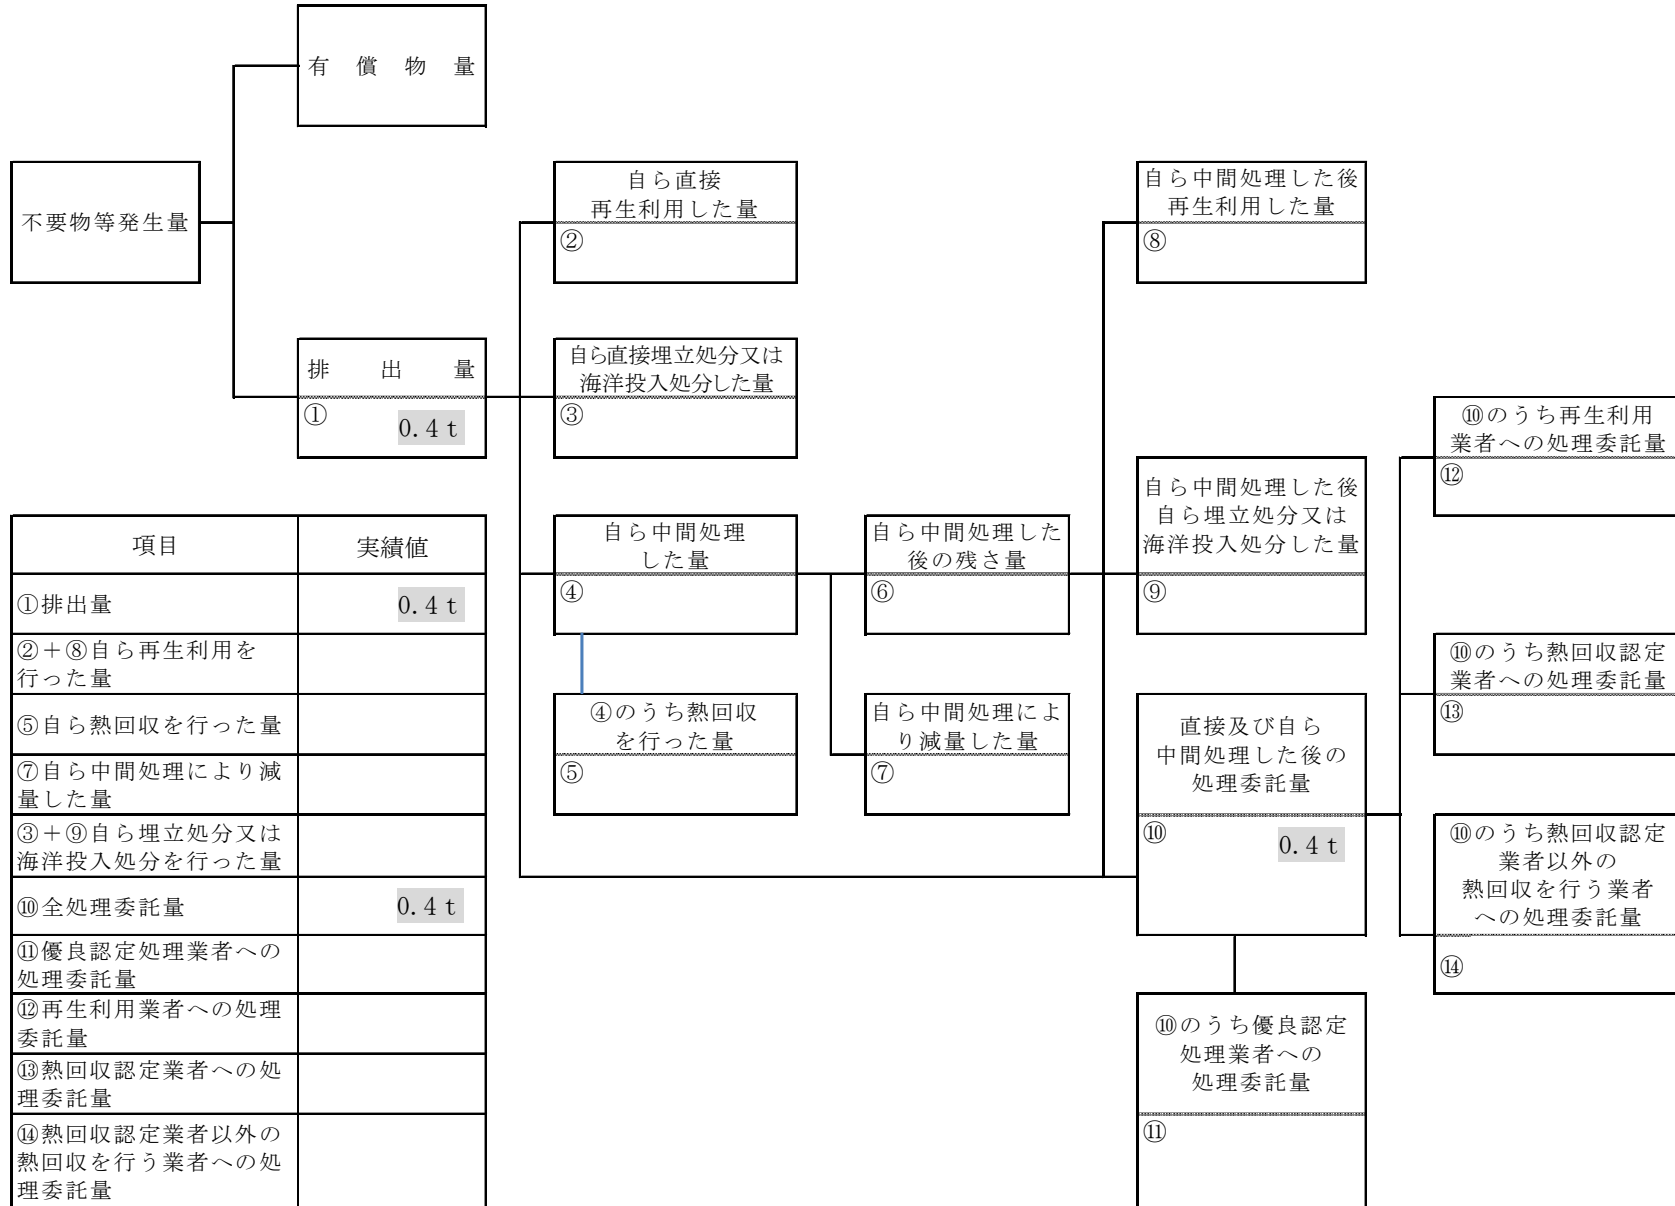 有償物量
不要物等発生量
排出量
①
0.4 t
自ら直接
再生利用した量
②
自ら直接埋立処分又は
海洋投入処分した量
③
自ら中間処理
した量
④
④のうち熱回収
を行った量
⑤
自ら中間処理した
後の残さ量
⑥
自ら中間処理によ
り減量した量
⑦
自ら中間処理した後
再生利用した量
⑧
自ら中間処理した後
自ら埋立処分又は
海洋投入処分した量
⑨
直接及び自ら
中間処理した後の
処理委託量
⑩
0.4 t
⑩のうち優良認定
処理業者への
処理委託量
⑪
⑩のうち再生利用
業者への処理委託量
⑫
⑩のうち熱回収認定
業者への処理委託量
⑬
⑩のうち熱回収認定
業者以外の
熱回収を行う業者
への処理委託量
⑭
項目 実績値
①排出量 0.4 t
②＋⑧自ら再生利用を
行った量
⑤自ら熱回収を行った量
⑦自ら中間処理により減
量した量
③＋⑨自ら埋立処分又は
海洋投入処分を行った量
⑩全処理委託量 0.4 t
⑪優良認定処理業者への
処理委託量
⑫再生利用業者への処理
委託量
⑬熱回収認定業者への処
理委託量
⑭熱回収認定業者以外の
熱回収を行う業者への処
理委託量